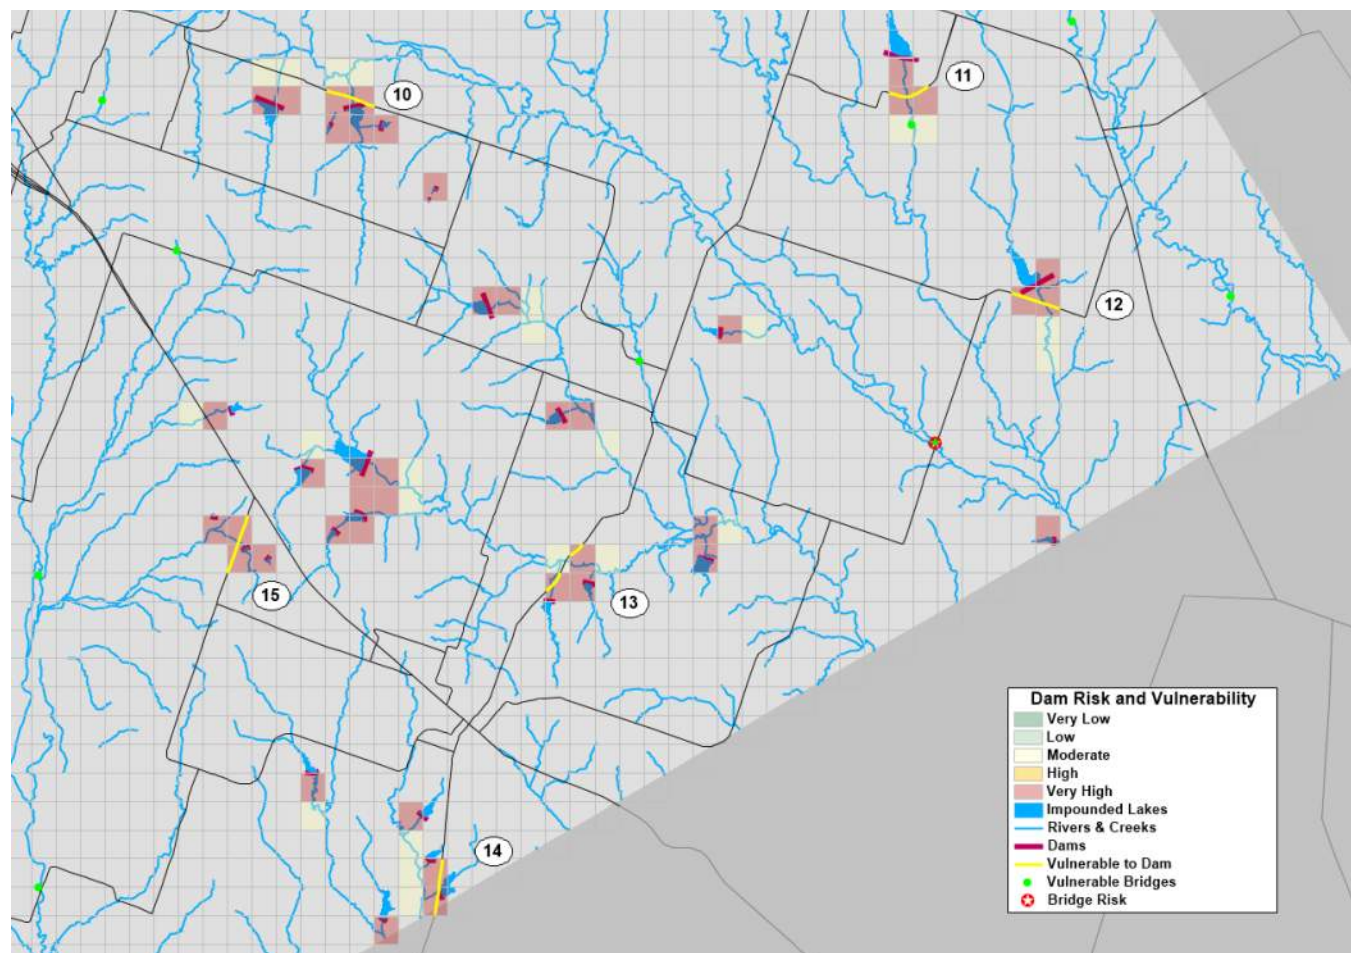 10
11
12
13
15
14
Dam Risk and Vulnerability
Very Low
Low
Moderate
High
Very High
Impounded Lakes
Rivers & Creeks
Dams
Vulnerable to Dam
Vulnerable Bridges
Bridge Risk